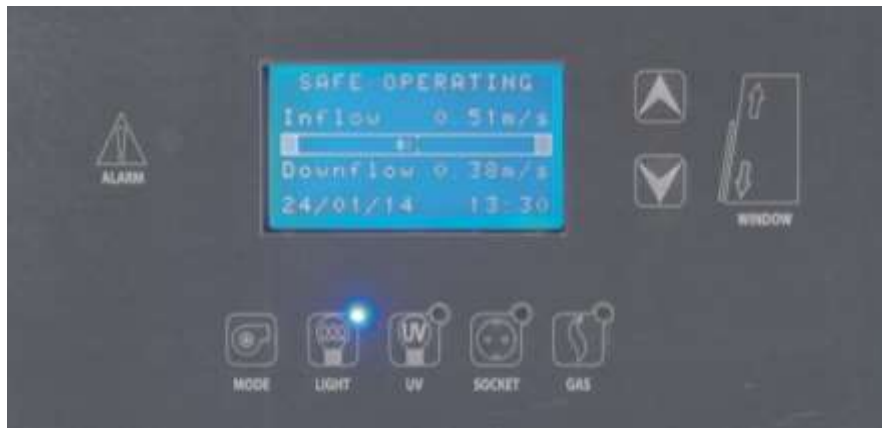 SAFE OPERATING
Inflow 0.51m/s
Downflow 0.38m/s
24/01/14 13:30
ALARM
WINDOW
UV
MODE
LIGHT
UV
SOCKET
GAS